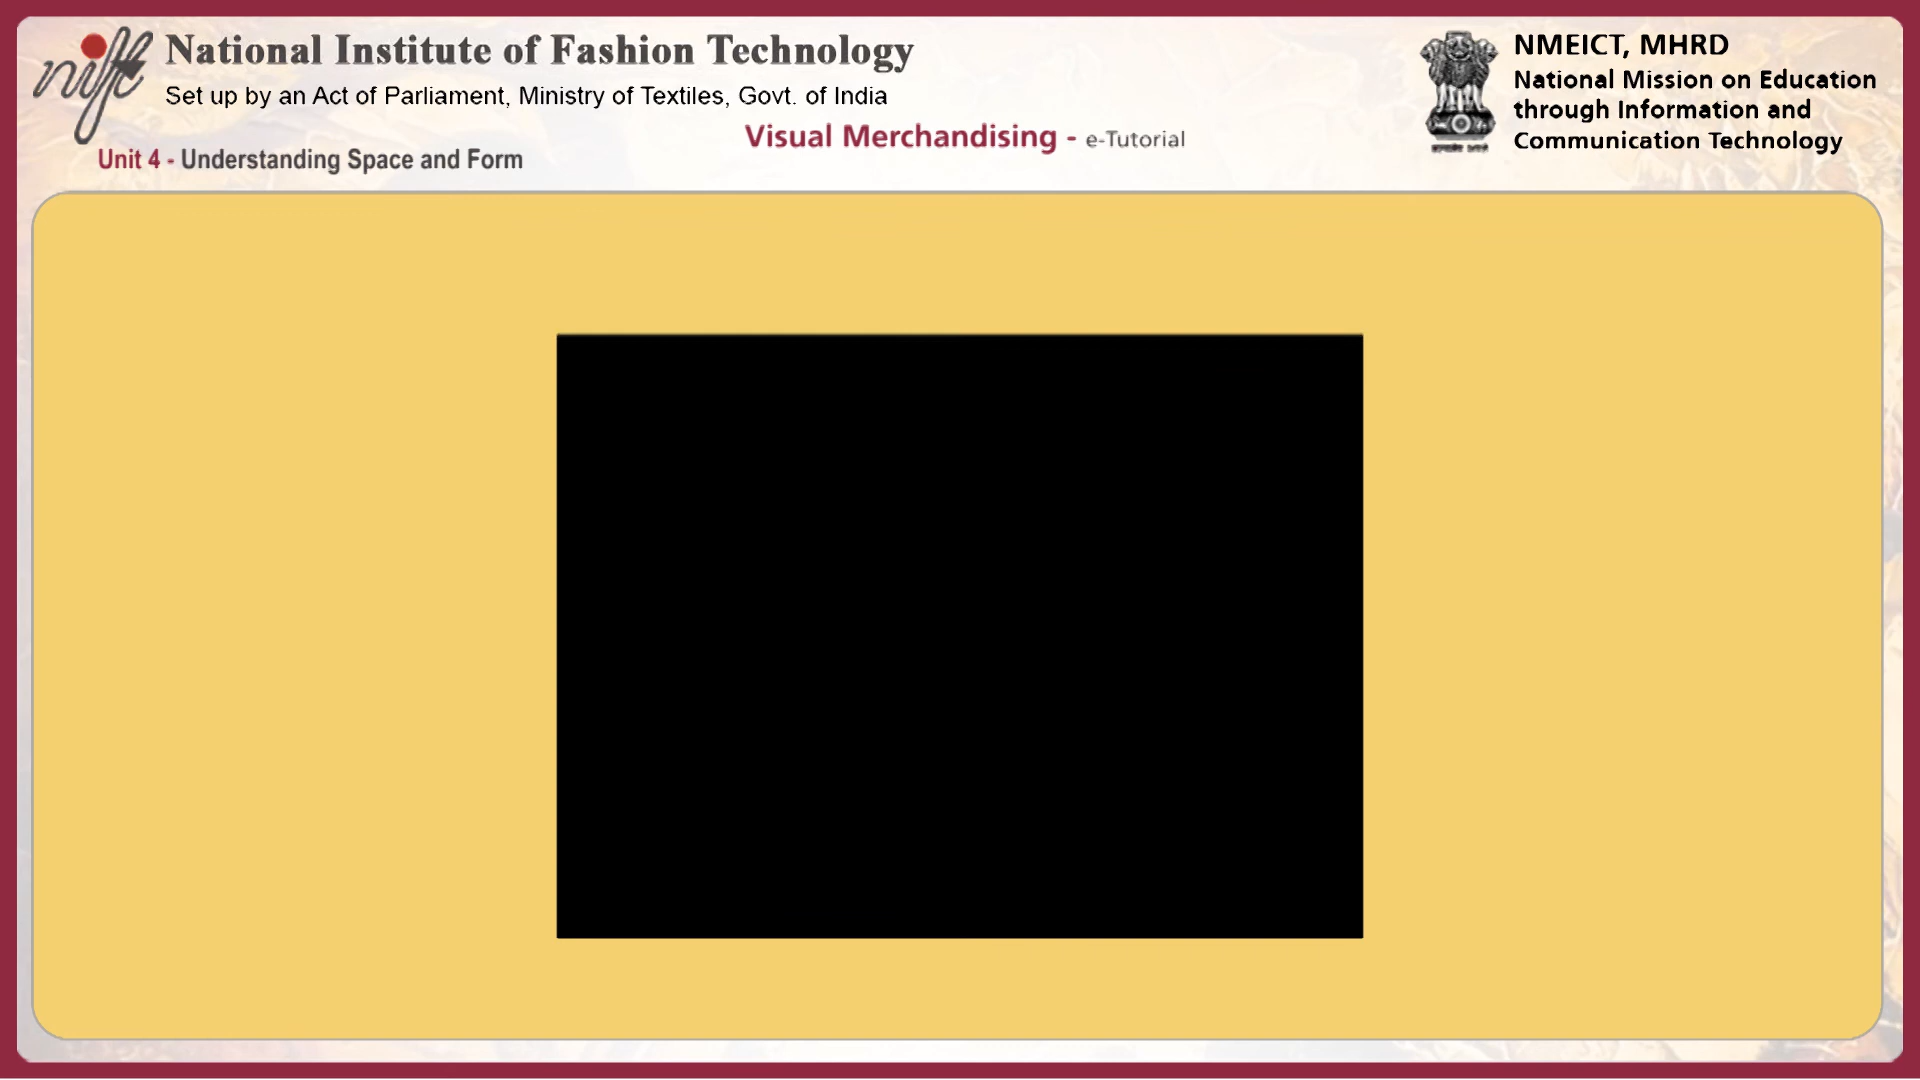 nift
National Institute of Fashion Technology
Set up by an Act of Parliament, Ministry of Textiles, Govt. of India
Visual Merchandising - e-Tutorial
Unit 4 - Understanding Space and Form
NMEICT, MHRD
National Mission on Education
through Information and
Communication Technology